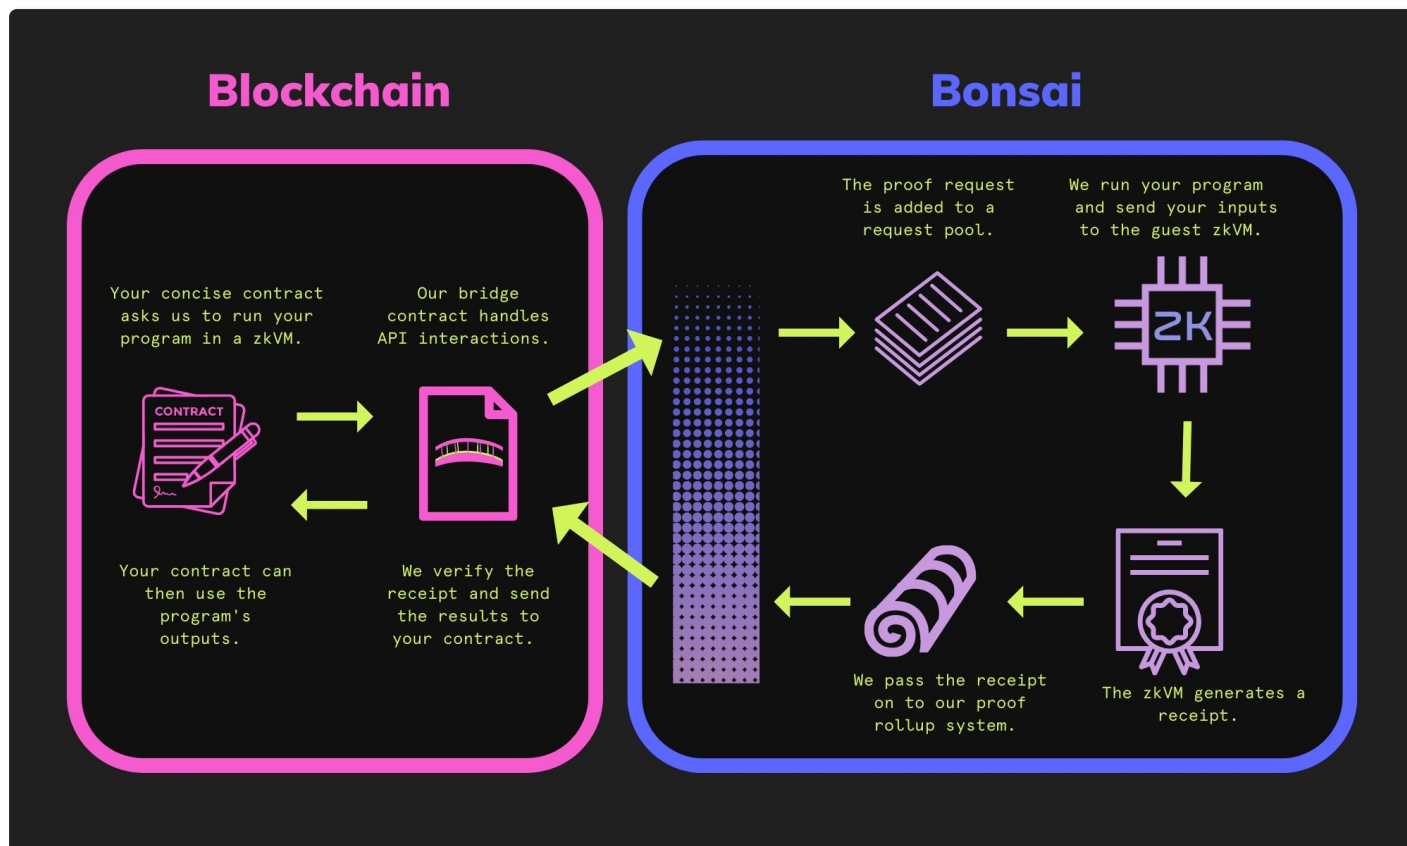 Blockchain
Bonsai
Your concise contract
asks us to run your
program in a zkVM.
Our bridge
contract handles
API interactions.
The proof request
is added to a
request pool.
We run your program
and send your inputs
to the guest zkVM.
CONTRACT
ZK
Your contract can
then use the
program's
outputs.
We verify the
receipt and send
the results to
your contract.
We pass the receipt
on to our proof
rollup system.
The zkVM generates a
receipt.